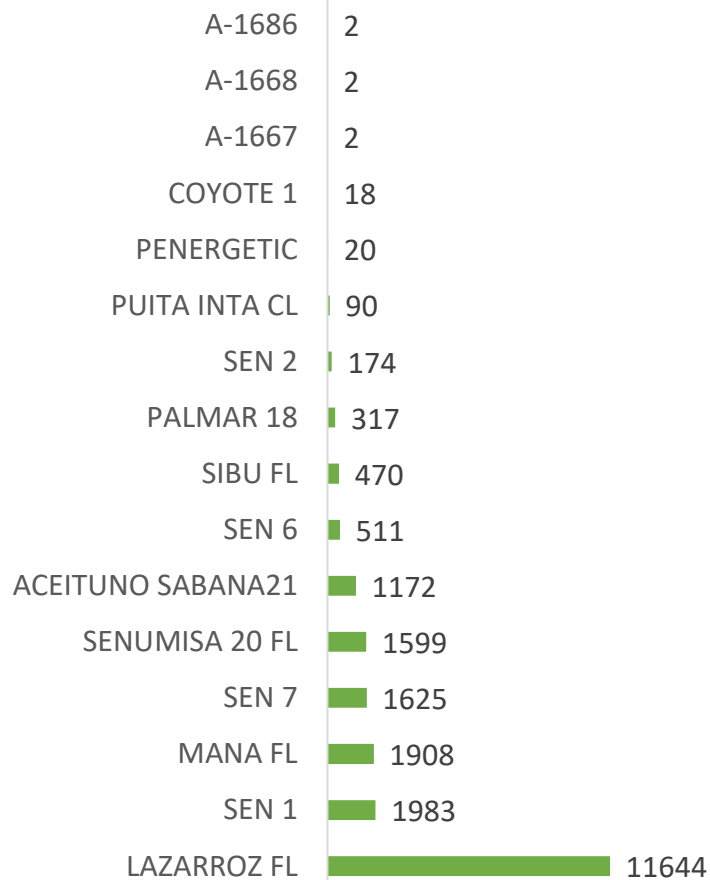 A-1686 2
A-1668 2
A-1667 2
COYOTE 1 18
PENERGETIC 20
PUITA INTA CL 90
SEN 2 174
PALMAR 18 317
SIBU FL 470
SEN 6 511
ACEITUNO SABANA21 1172
SENUMISA 20 FL 1599
SEN 7 1625
MANA FL 1908
SEN 1 1983
LAZARROZ FL 11644